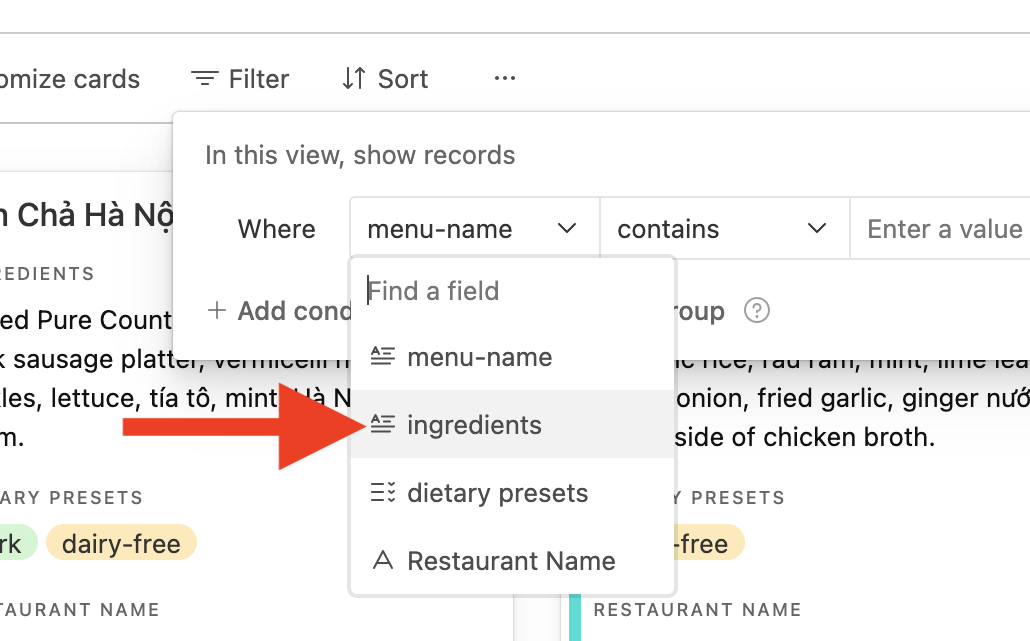 omize cards
Filter
Sort
...
In this view, show records
Where
menu-name
contains
Enter a value
Find a field
menu-name
ingredients
dietary presets
Restaurant Name
+ Add cond
roup
?
n Chả Hà Nộ
EDIENTS
ed Pure Count
k sausage platter, vermicelli n
les, lettuce, tía tô, mint, Hà N
m.
ARY PRESETS
rk
dairy-free
TAURANT NAME
ic rice, rau ram, mint, lime lea
onion, fried garlic, ginger nướ
side of chicken broth.
Y PRESETS
-free
RESTAURANT NAME